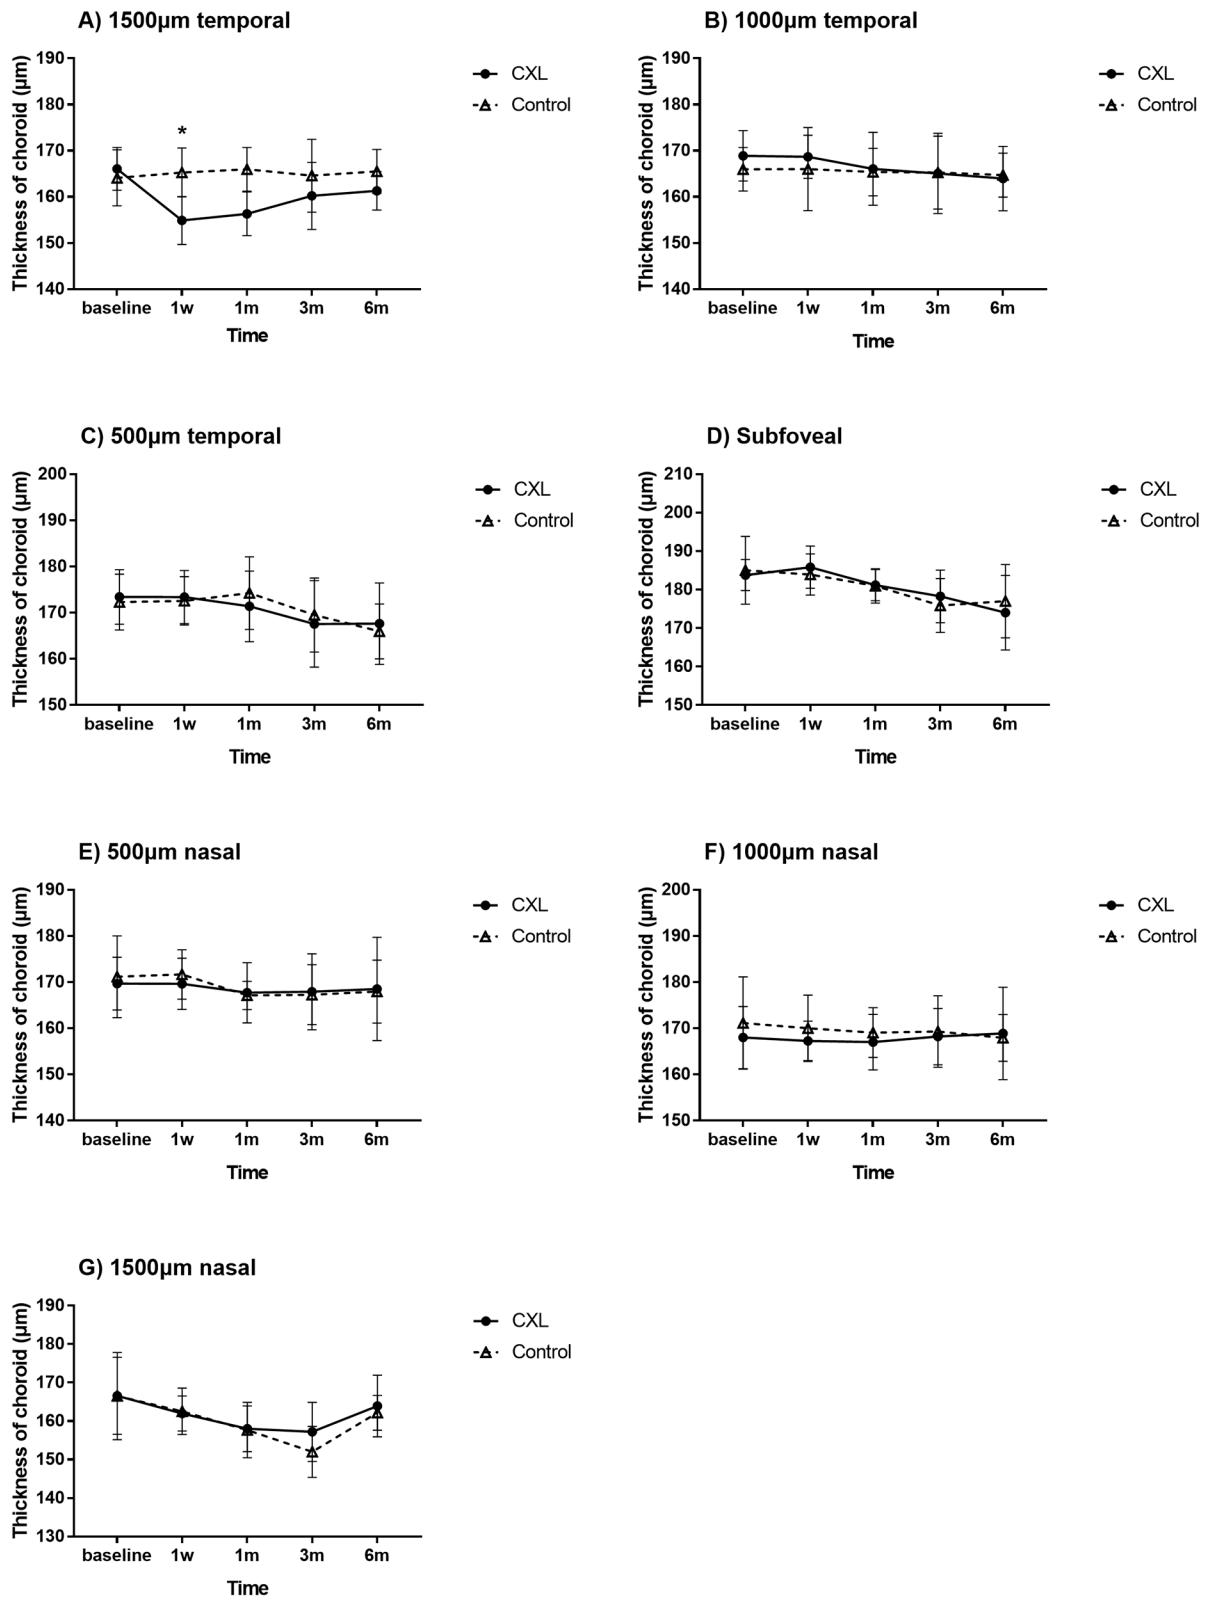 A) 1500µm temporal
Thickness of choroid (µm)
190
180
170
160
150
140
*
baseline 1w 1m 3m 6m
Time
CXL
Control
B) 1000µm temporal
Thickness of choroid (µm)
190
180
170
160
150
140
baseline 1w 1m 3m 6m
Time
CXL
Control
C) 500µm temporal
Thickness of choroid (µm)
200
190
180
170
160
150
baseline 1w 1m 3m 6m
Time
CXL
Control
D) Subfoveal
Thickness of choroid (µm)
210
200
190
180
170
160
150
baseline 1w 1m 3m 6m
Time
CXL
Control
E) 500µm nasal
Thickness of choroid (µm)
190
180
170
160
150
140
baseline 1w 1m 3m 6m
Time
CXL
Control
F) 1000µm nasal
Thickness of choroid (µm)
200
190
180
170
160
150
baseline 1w 1m 3m 6m
Time
CXL
Control
G) 1500µm nasal
Thickness of choroid (µm)
190
180
170
160
150
140
130
baseline 1w 1m 3m 6m
Time
CXL
Control